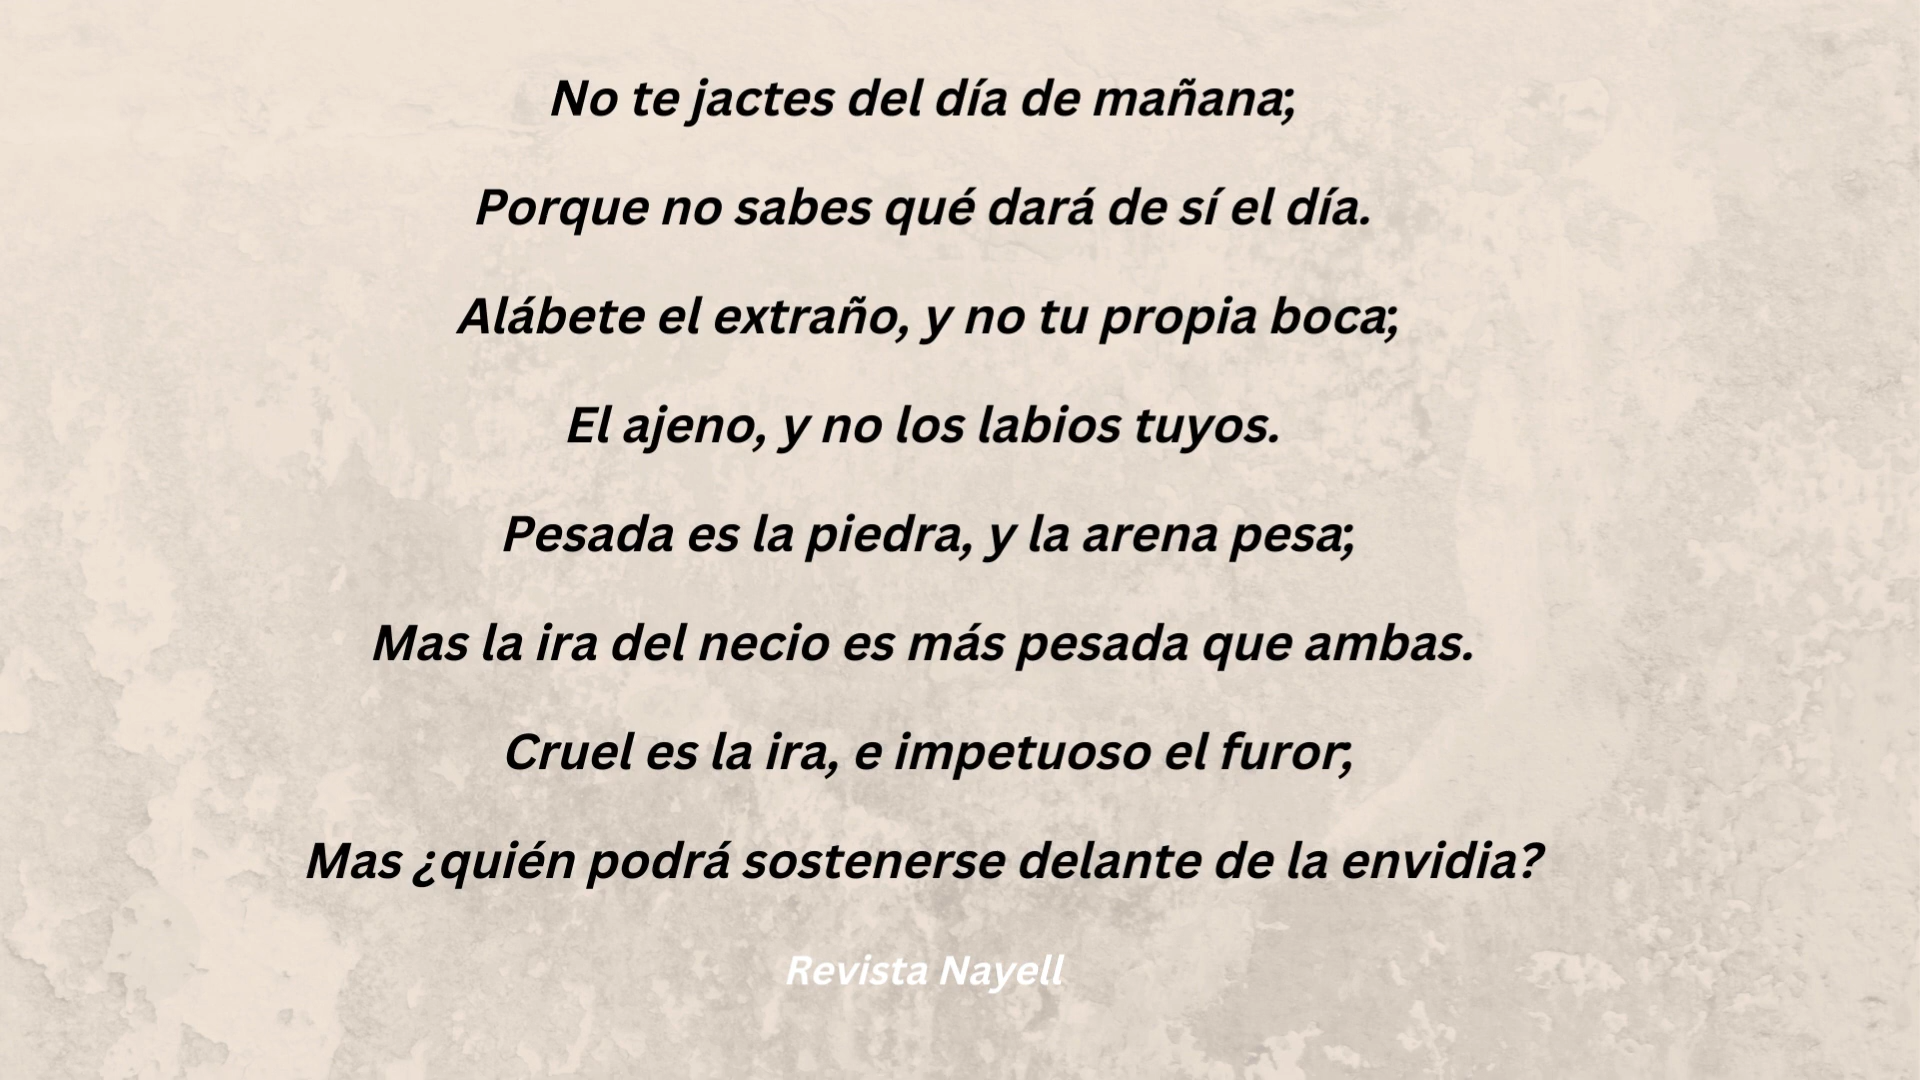 No te jactes del día de mañana;
Porque no sabes qué dará de sí el día.
Alábete el extraño, y no tu propia boca;
El ajeno, y no los labios tuyos.
Pesada es la piedra, y la arena pesa;
Mas la ira del necio es más pesada que ambas.
Cruel es la ira, e impetuoso el furor;
Mas ¿quién podrá sostenerse delante de la envidia?
Revista Nayell